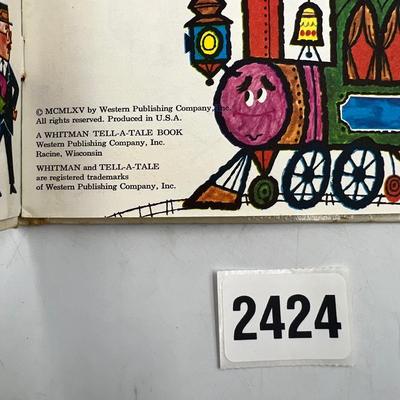 © MCMLXV by Western Publishing Company, Inc.
All rights reserved. Produced in U.S.A.
A WHITMAN TELL-A-TALE BOOK
Western Publishing Company, Inc.
Racine, Wisconsin
WHITMAN and TELL-A-TALE
are registered trademarks
of Western Publishing Company, Inc.
2424